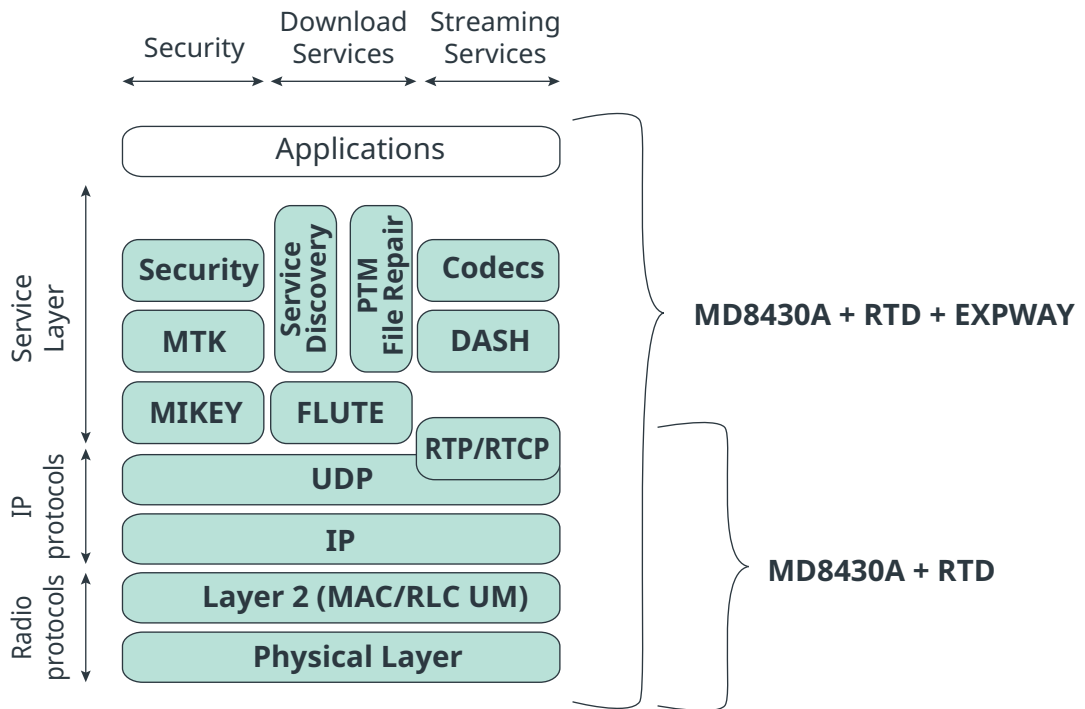 Security
Download
Services
Streaming
Services
Applications
Service
Layer
Security
Service
Discovery
PTM
File Repair
Codecs
MTK
DASH
MIKEY
FLUTE
RTP/RTCP
MD8430A + RTD + EXPWAY
IP
protocols
UDP
IP
MD8430A + RTD
Radio
protocols
Layer 2 (MAC/RLC UM)
Physical Layer